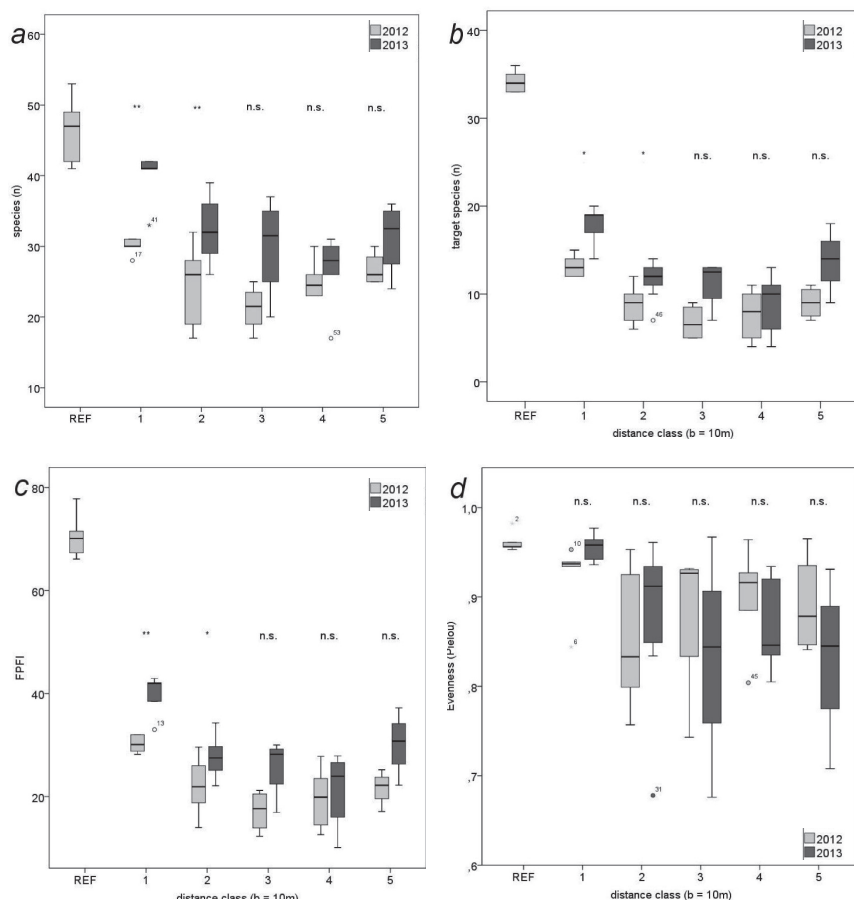 a
2012
2013
60
50
40
30
20
10
species (n)
** ** n.s. n.s. n.s.
41
17
53
REF 1 2 3 4 5
b
2012
2013
40
30
20
10
0
target species (n)
* * n.s. n.s. n.s.
46
REF 1 2 3 4 5
distance class (b = 10m)
c
2012
2013
80
60
40
20
FPFI
** * n.s. n.s. n.s.
13
REF 1 2 3 4 5
distance class (b = 10m)
d
1,0
,9
,8
,7
,6
Evenness (Pielou)
n.s. n.s. n.s. n.s. n.s.
2
10
6
45
31
2012
2013
REF 1 2 3 4 5
distance class (b = 10m)